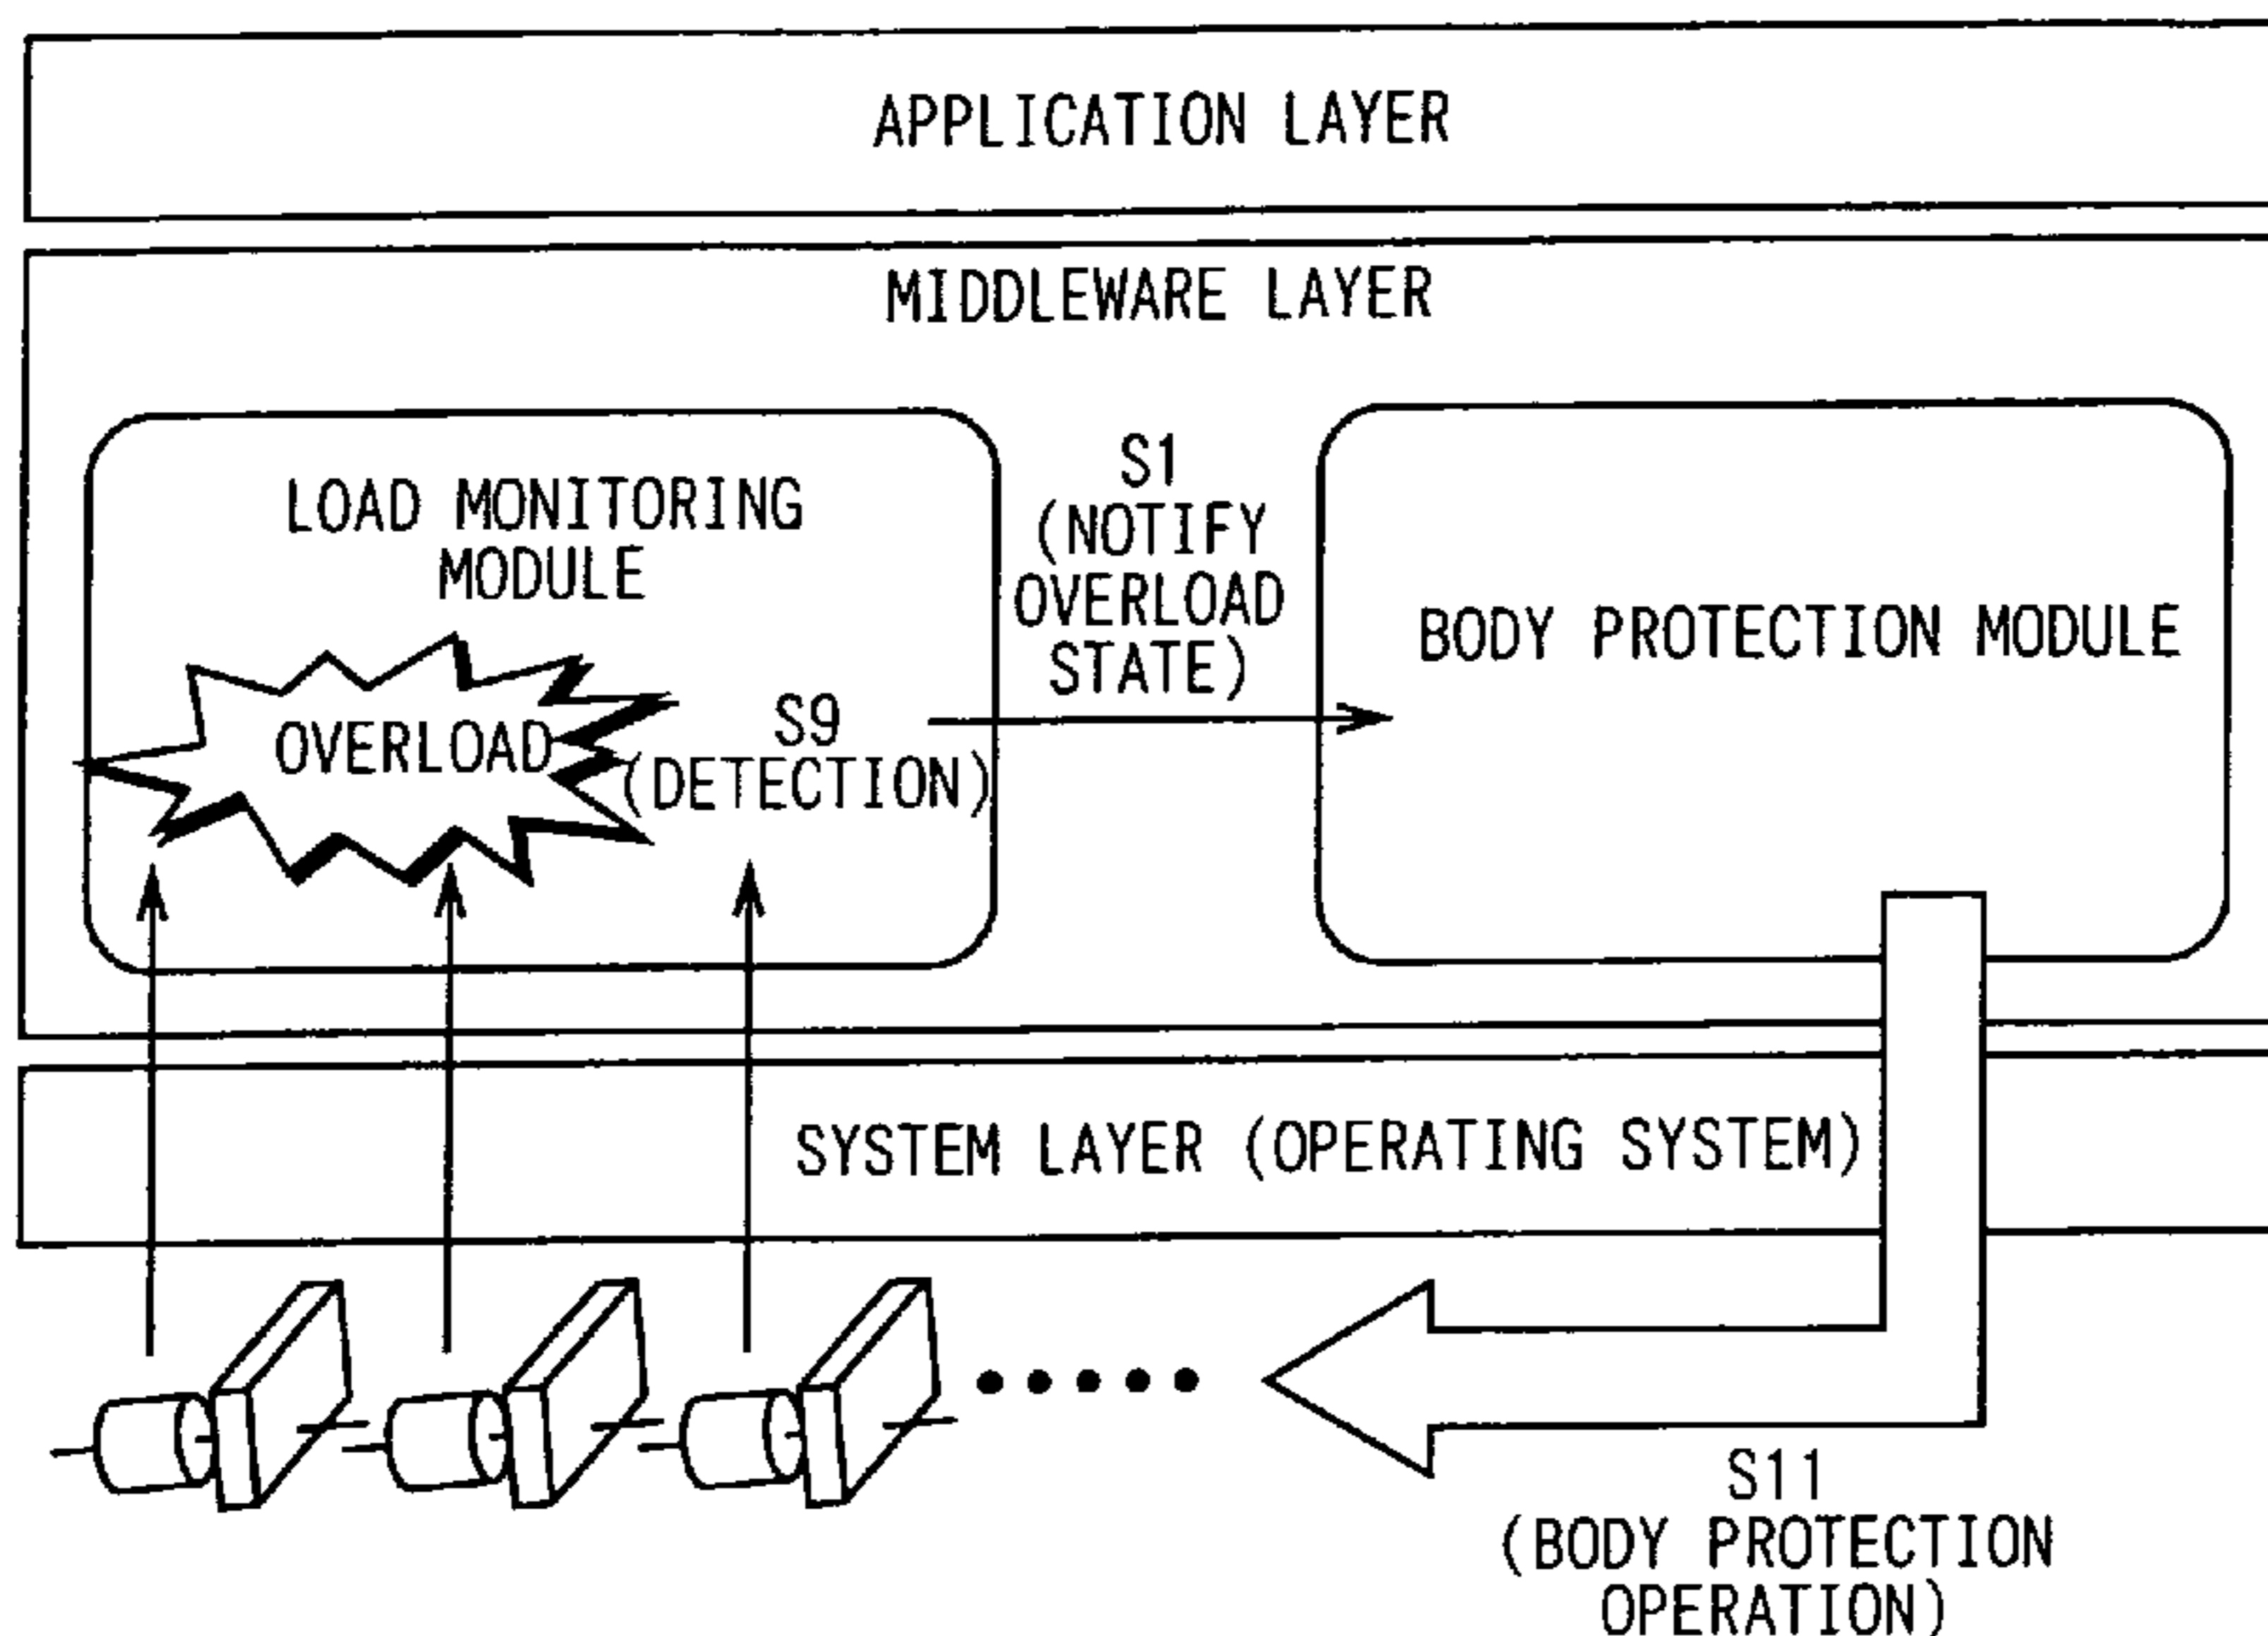 APPLICATION LAYER
MIDDLEWARE LAYER
LOAD MONITORING
MODULE
OVERLOAD
S9
(DETECTION)
S1
(NOTIFY
OVERLOAD
STATE)
BODY PROTECTION MODULE
SYSTEM LAYER (OPERATING SYSTEM)
S11
(BODY PROTECTION
OPERATION)